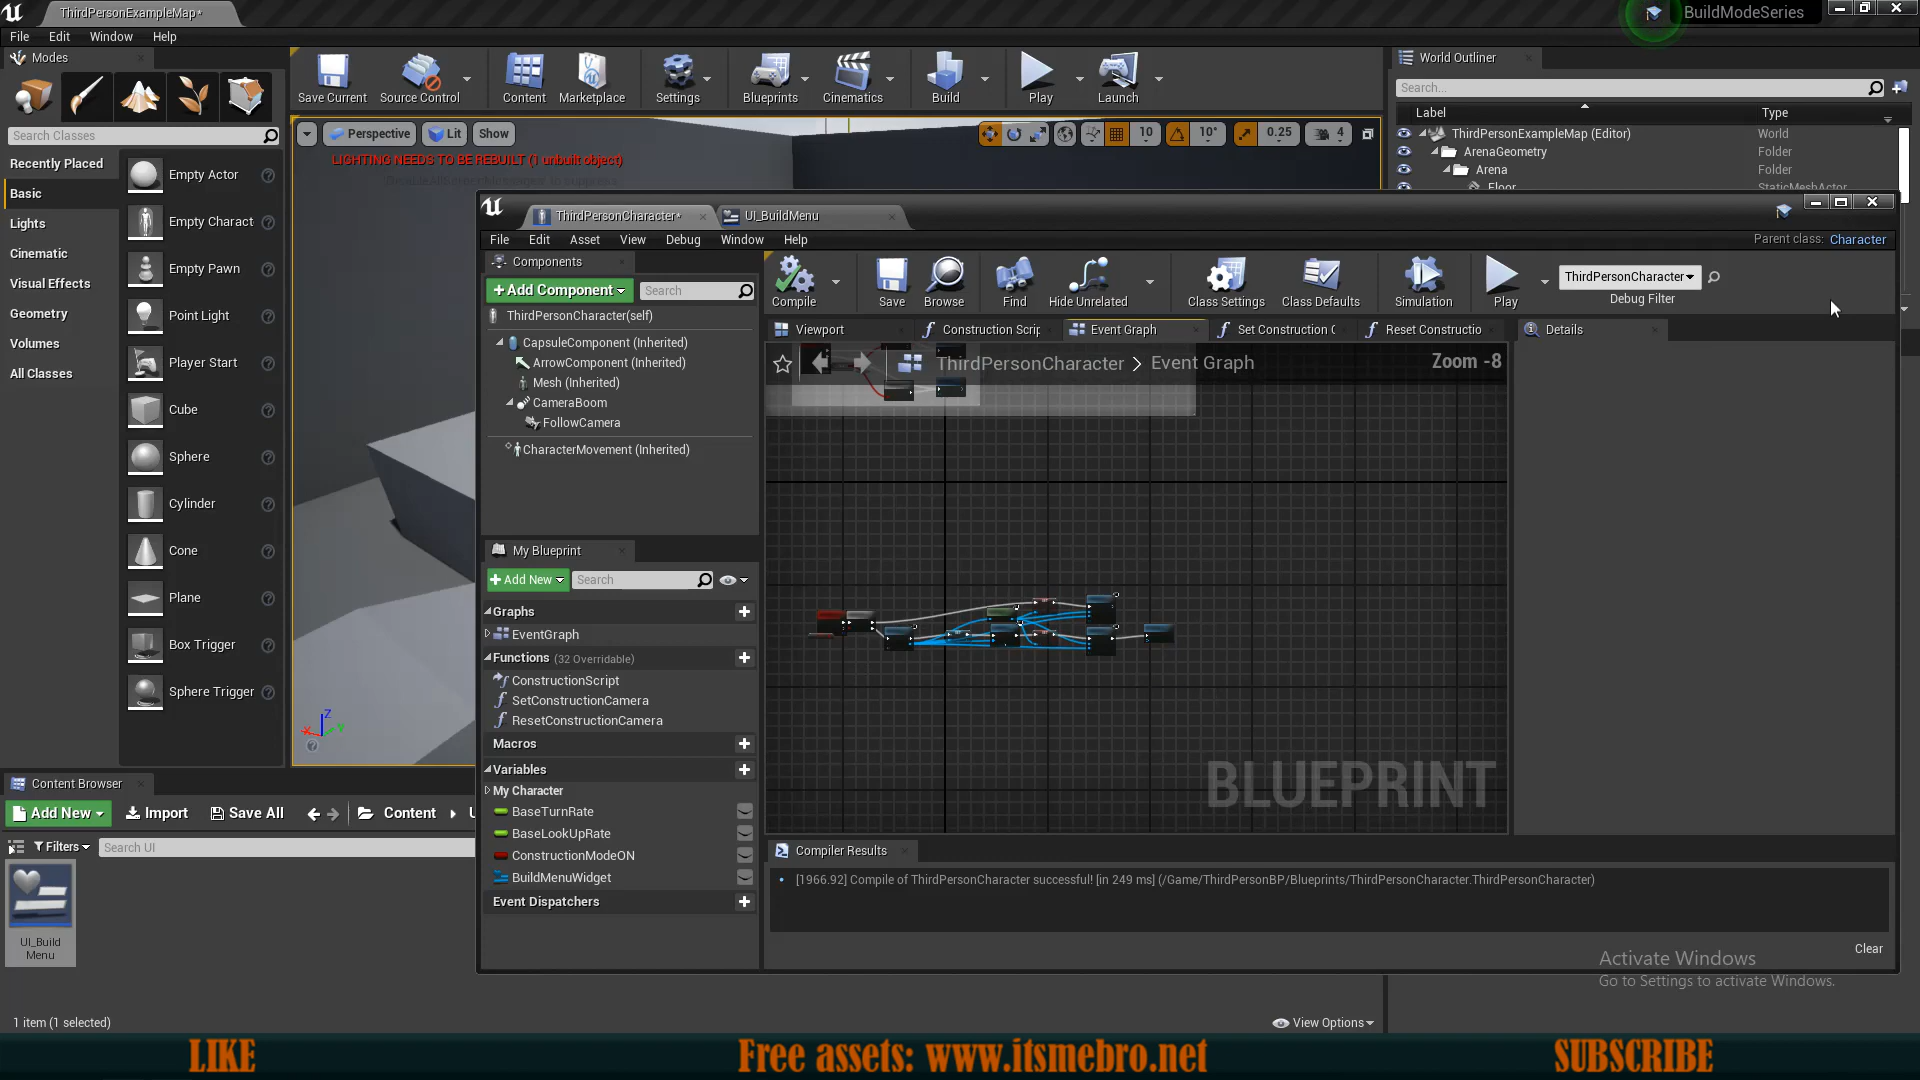 ThirdPersonExampleMap*
BuildModeSeries
File Edit Window Help
Modes
Search Classes
Recently Placed
Basic
Lights
Cinematic
Visual Effects
Geometry
Volumes
All Classes
Empty Actor
Empty Charact
Empty Pawn
Point Light
Player Start
Cube
Sphere
Cylinder
Cone
Plane
Box Trigger
Sphere Trigger
Save Current Source Control Content Marketplace Settings Blueprints Cinematics Build Play Launch
Perspective Lit Show
10 10° 0.25 4
LIGHTING NEEDS TO BE REBUILT (1 unbuilt object)
'DisableAllScreenMessages' to suppress
X Y Z
World Outliner
Search...
Label Type
ThirdPersonExampleMap (Editor) World
ArenaGeometry Folder
Arena Folder
Floor StaticMeshActor
ThirdPersonCharacter* UI_BuildMenu
File Edit Asset View Debug Window Help
Parent class: Character
Components
+Add Component Search
ThirdPersonCharacter(self)
CapsuleComponent (Inherited)
ArrowComponent (Inherited)
Mesh (Inherited)
CameraBoom
FollowCamera
CharacterMovement (Inherited)
Compile Save Browse Find Hide Unrelated Class Settings Class Defaults Simulation Play
ThirdPersonCharacter
Debug Filter
Viewport Construction Scrip Event Graph Set Construction C Reset Constructio
Details
ThirdPersonCharacter > Event Graph
Zoom -8
BLUEPRINT
My Blueprint
+Add New Search
Graphs
EventGraph
Functions (32 Overridable)
ConstructionScript
SetConstructionCamera
ResetConstructionCamera
Macros
Variables
My Character
BaseTurnRate
BaseLookUpRate
ConstructionModeON
BuildMenuWidget
Event Dispatchers
Compiler Results
[1966.92] Compile of ThirdPersonCharacter successful! [in 249 ms] (/Game/ThirdPersonBP/Blueprints/ThirdPersonCharacter.ThirdPersonCharacter)
Clear
Activate Windows
Go to Settings to activate Windows.
Content Browser
Add New Import Save All Content
Filters Search UI
UI_Build
Menu
1 item (1 selected)
View Options
LIKE
Free assets: www.itsmebro.net
SUBSCRIBE